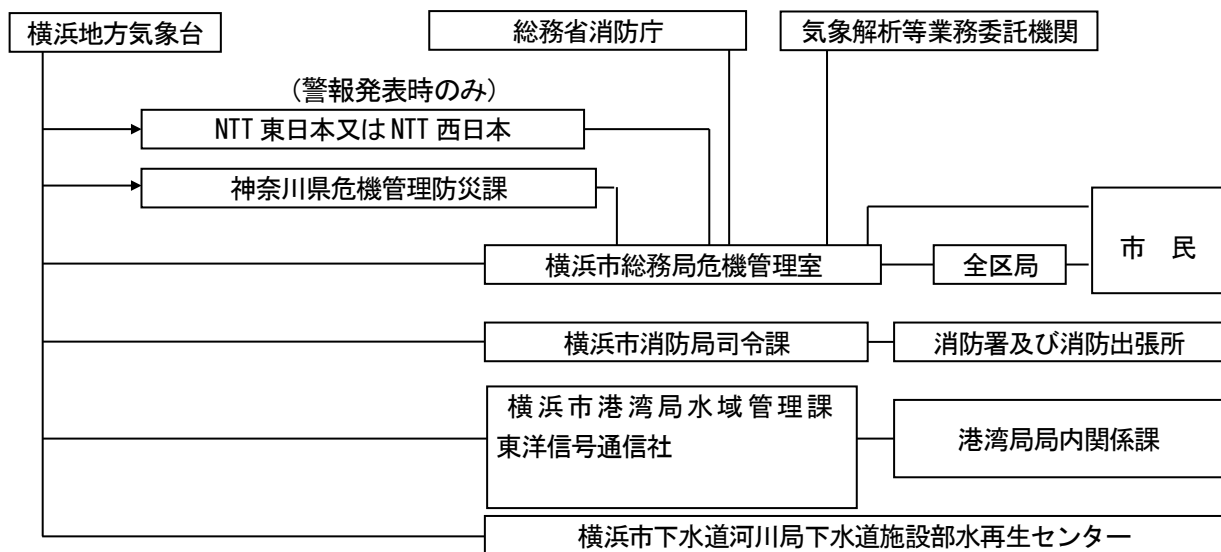 横浜地方気象台
総務省消防庁
気象解析等業務委託機関
（警報発表時のみ）
NTT 東日本又は NTT 西日本
神奈川県危機管理防災課
横浜市総務局危機管理室
全区局
市　民
横浜市消防局司令課
消防署及び消防出張所
横浜市港湾局水域管理課
東洋信号通信社
港湾局局内関係課
横浜市下水道河川局下水道施設部水再生センター